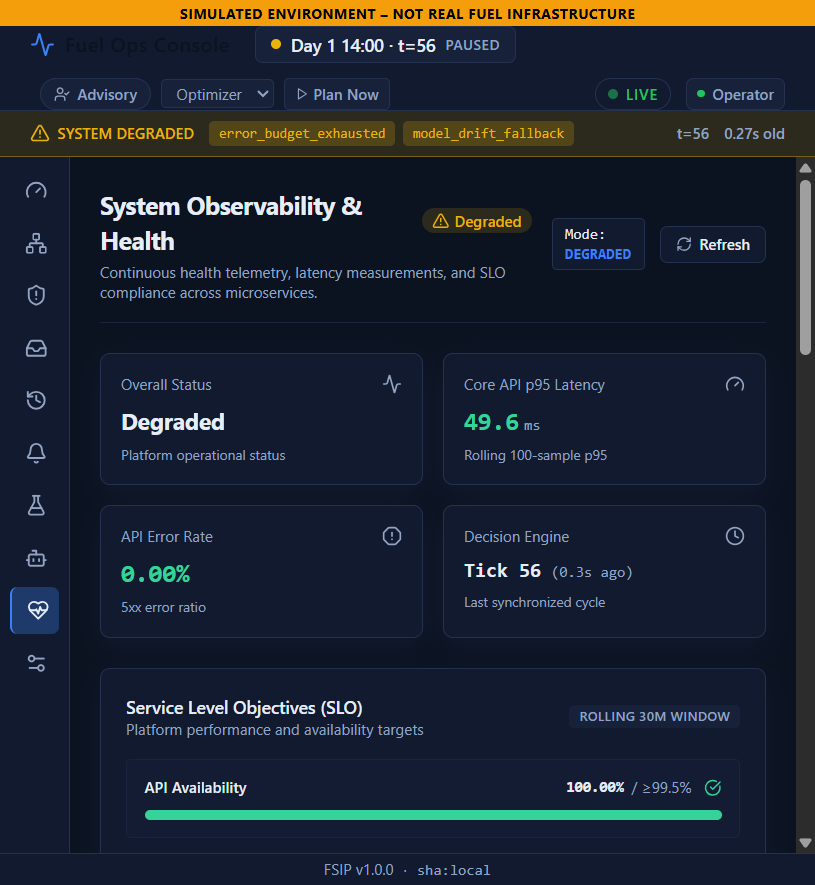 SIMULATED ENVIRONMENT – NOT REAL FUEL INFRASTRUCTURE
Fuel Ops Console
Day 1 14:00 · t=56 PAUSED
Advisory
Optimizer
Plan Now
LIVE
Operator
SYSTEM DEGRADED error_budget_exhausted model_drift_fallback t=56 0.27s old
System Observability &
Health
Degraded
Mode:
DEGRADED
Refresh
Continuous health telemetry, latency measurements, and SLO
compliance across microservices.
Overall Status
Degraded
Platform operational status
Core API p95 Latency
49.6 ms
Rolling 100-sample p95
API Error Rate
0.00%
5xx error ratio
Decision Engine
Tick 56 (0.3s ago)
Last synchronized cycle
Service Level Objectives (SLO)
Platform performance and availability targets
ROLLING 30M WINDOW
API Availability 100.00% / ≥99.5%
FSIP v1.0.0 · sha:local